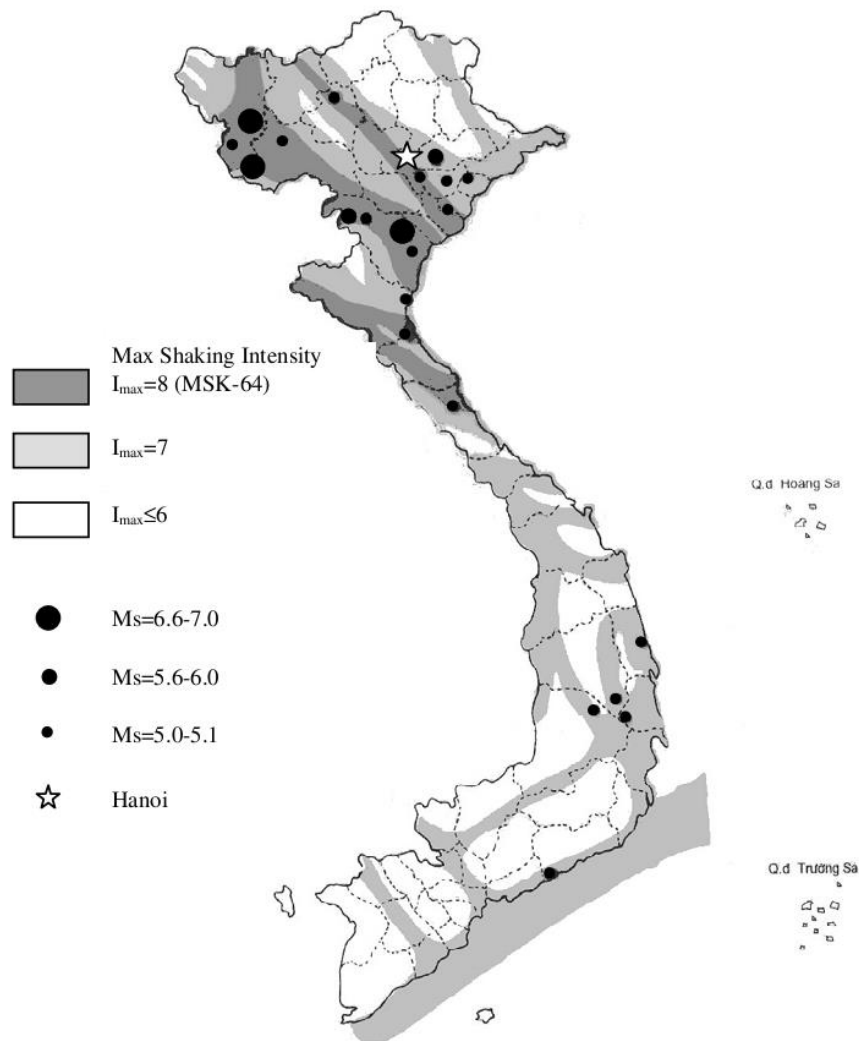 Max Shaking Intensity
Imax=8 (MSK-64)
Imax=7
Imax≤6
Q.d Hoàng Sa
Ms=6.6-7.0
Ms=5.6-6.0
Ms=5.0-5.1
Hanoi
Q.d Trường Sa